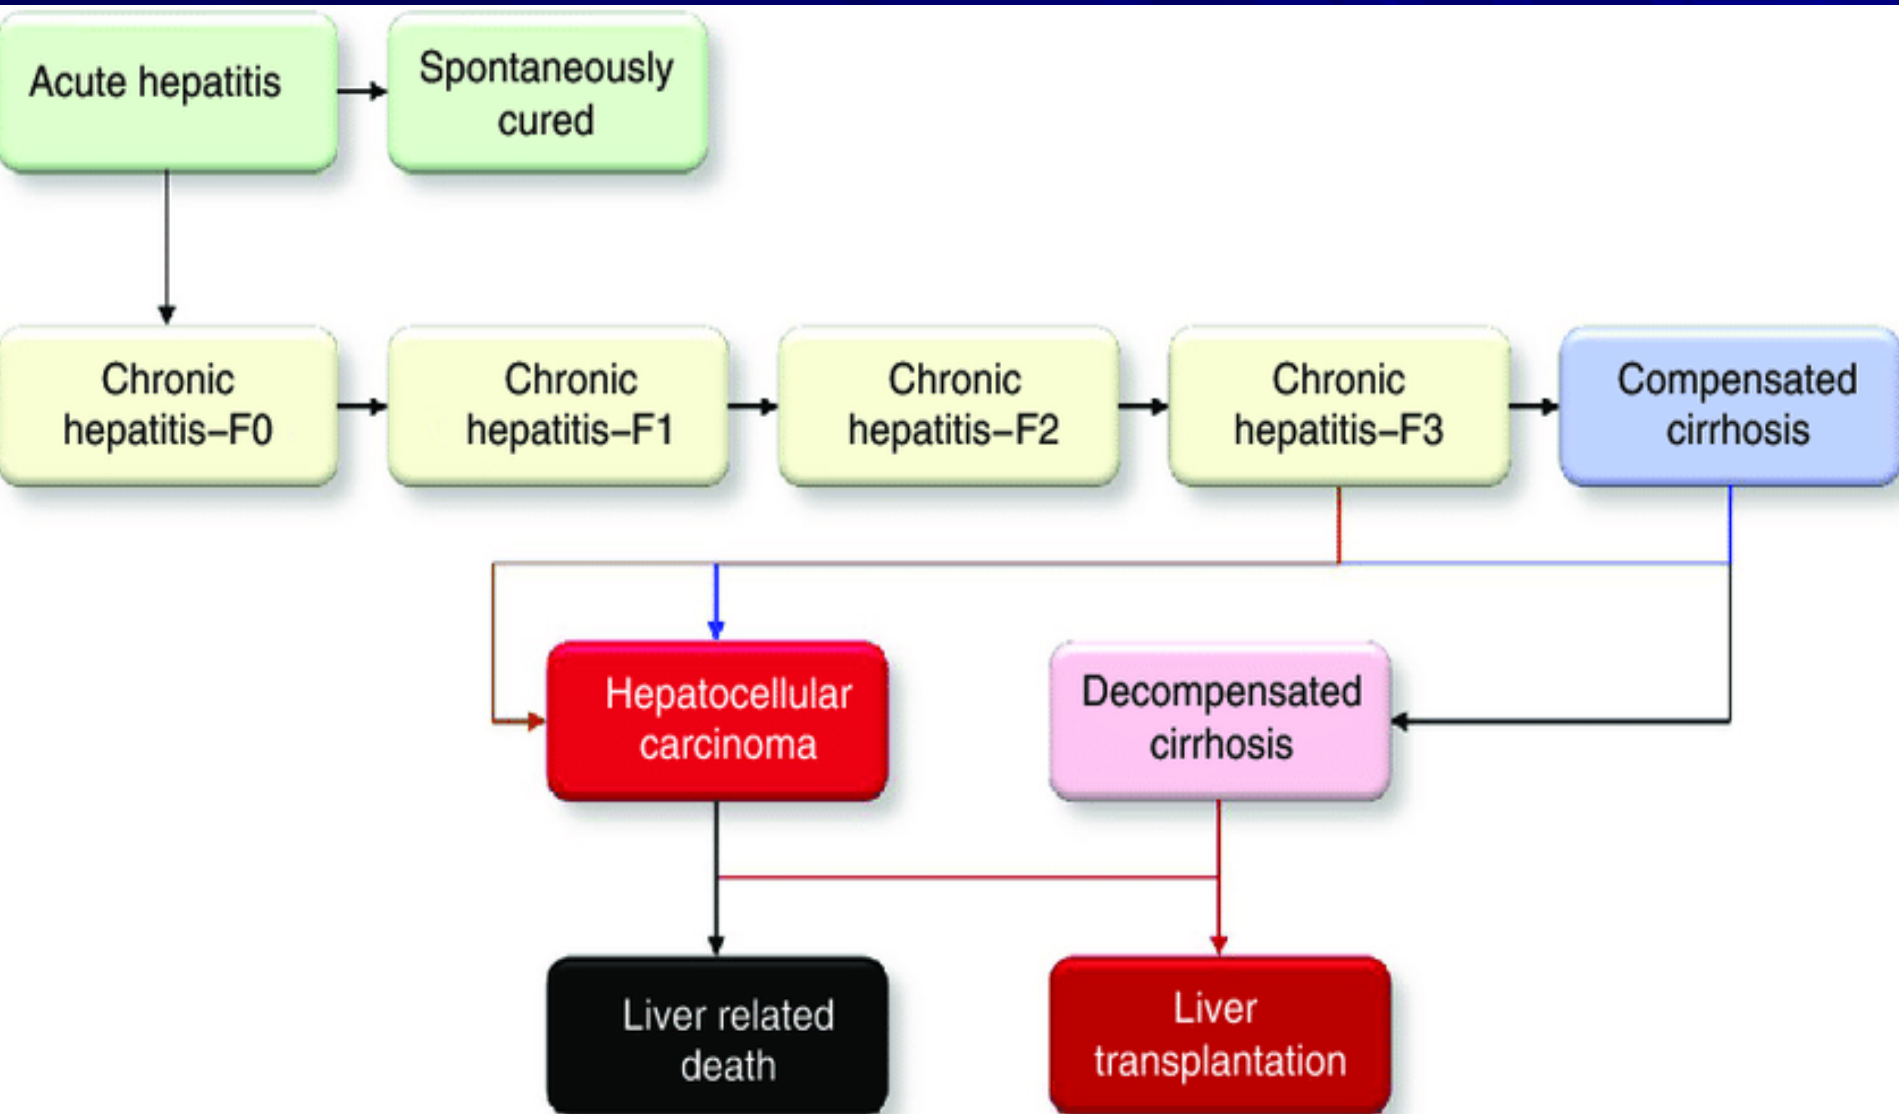 Acute hepatitis
Spontaneously
cured
Chronic
hepatitis–F0
Chronic
hepatitis–F1
Chronic
hepatitis–F2
Chronic
hepatitis–F3
Compensated
cirrhosis
Hepatocellular
carcinoma
Decompensated
cirrhosis
Liver related
death
Liver
transplantation